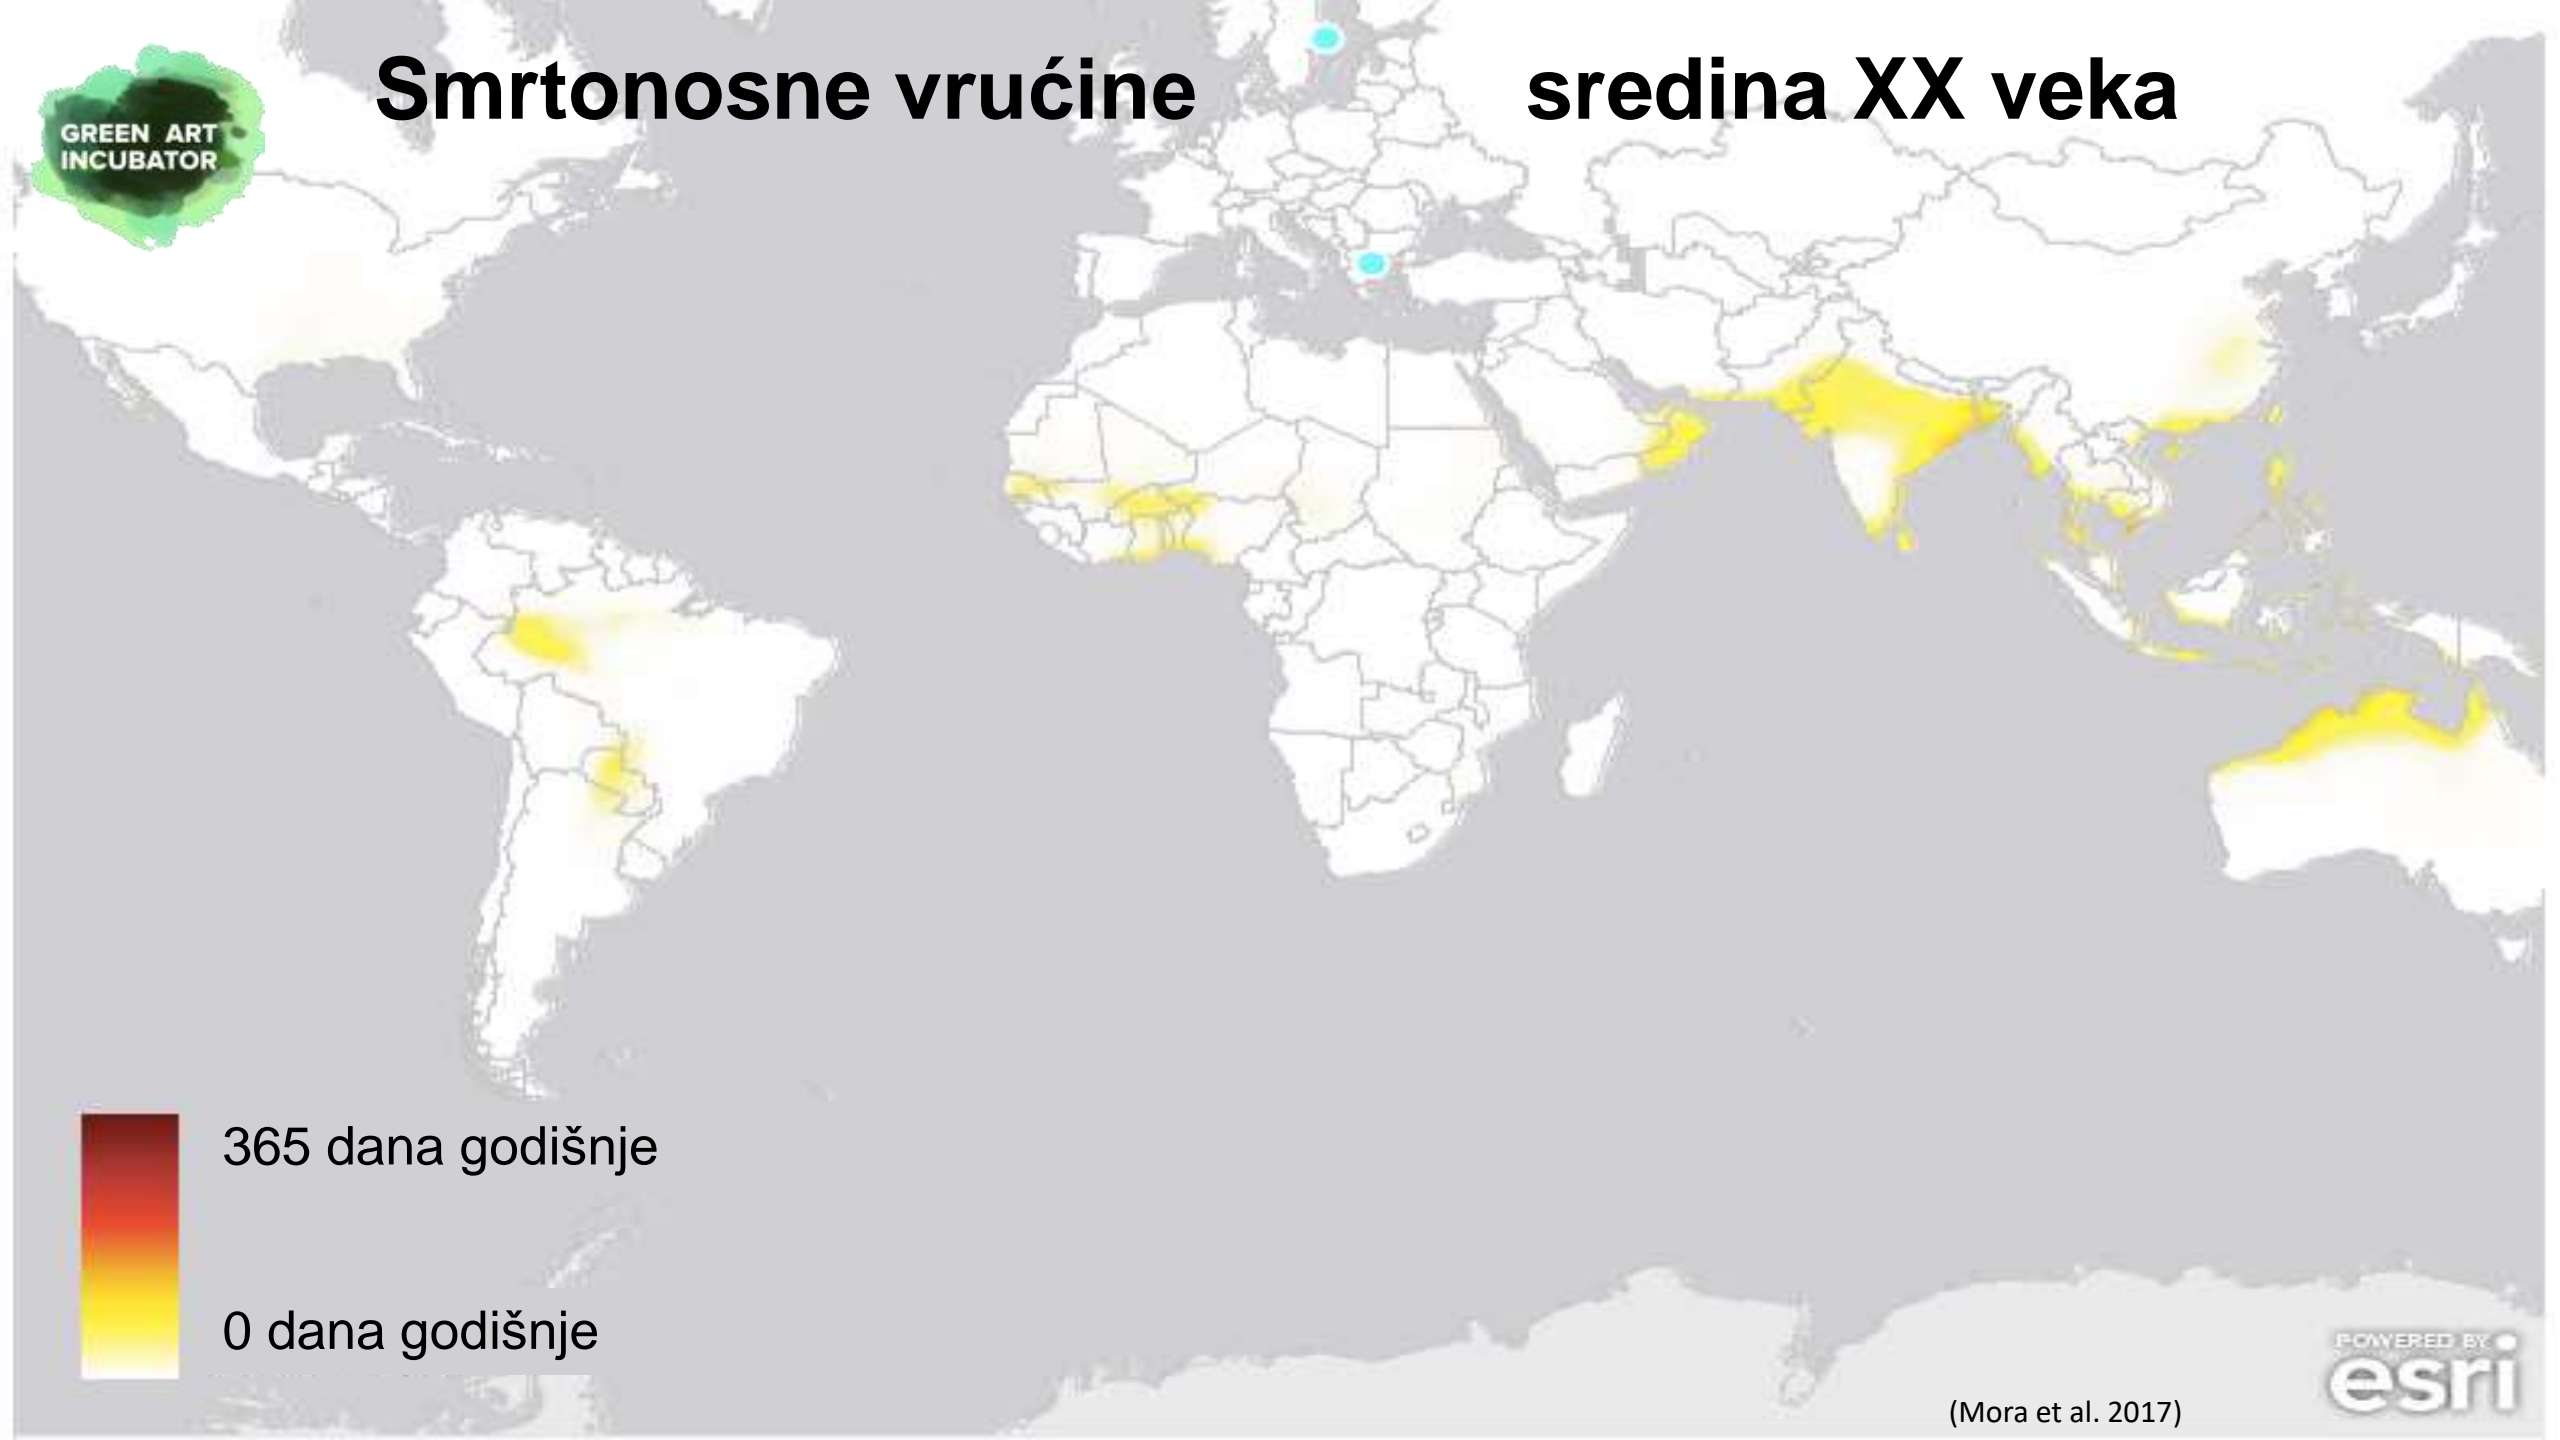 Smrtonosne vrućine sredina XX veka
GREEN ART
INCUBATOR
365 dana godišnje
0 dana godišnje
POWERED BY
esri
(Mora et al. 2017)